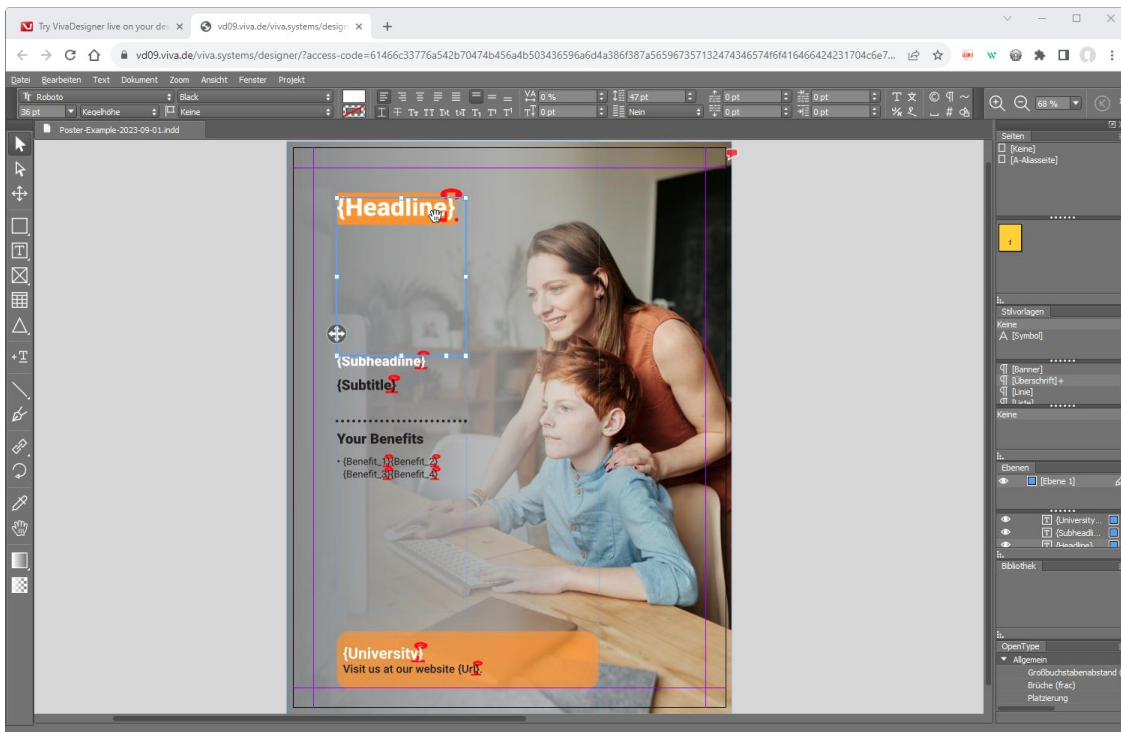 Try VivaDesigner live on your des
vd09.viva.de/viva.systems/design
vd09.viva.de/viva.systems/designer/?access-code=61466c33776a542b70474b456a4b503436596a6d4a386f387a565967357132474346574f6f416466424231704c6e7...
Datei Bearbeiten Text Dokument Zoom Ansicht Fenster Projekt
Roboto Black 0 % 47 pt 0 pt 0 pt
36 pt Kegelhöhe Keine 0 pt Nein 0 pt 0 pt
68 %
Poster-Example-2023-09-01.indd
Seiten
[Keine]
[A-Aliasseite]
{Headline}
Stilvorlagen
Keine
[Symbol]
{Subheadline}
[Banner]
{Subtitle}
[Überschrift]+
[Linie]
[Liste]
Keine
Your Benefits
• {Benefit_1}{Benefit_2}
{Benefit_3}{Benefit_4}
Ebenen
[Ebene 1]
{University...
{Subheadli...
{Headline}
Bibliothek
{University}
Visit us at our website {Url}.
OpenType
Allgemein
Großbuchstabenabstand (
Brüche (frac)
Platzierung